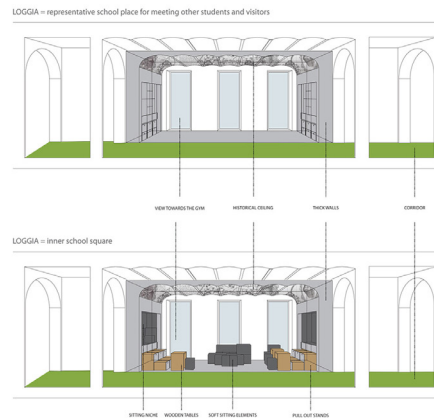 LOGGIA = representative school place for meeting other students and visitors
VIEW TOWARDS THE GYM HISTORICAL CEILING THICK WALLS CORRIDOR
LOGGIA = inner school square
SITTING NICHE WOODEN TABLES SOFT SITTING ELEMENTS PULL OUT STANDS